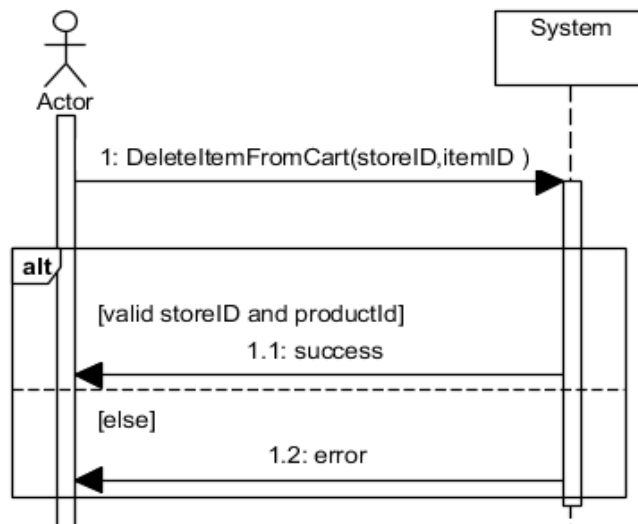 System
Actor
1: DeleteItemFromCart(storeID,itemID )
alt
[valid storeID and productId]
1.1: success
[else]
1.2: error